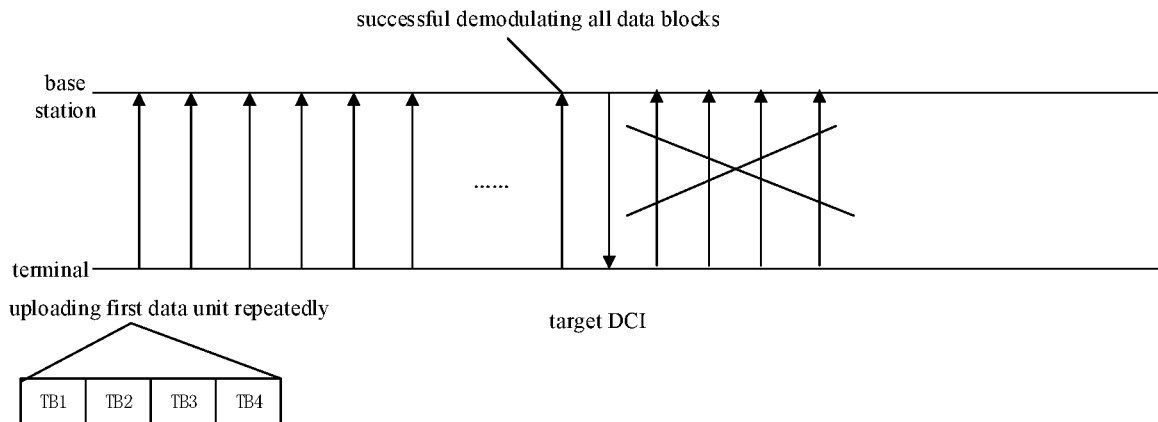 successful demodulating all data blocks
base
station
......
terminal
uploading first data unit repeatedly
target DCI
TB1 TB2 TB3 TB4